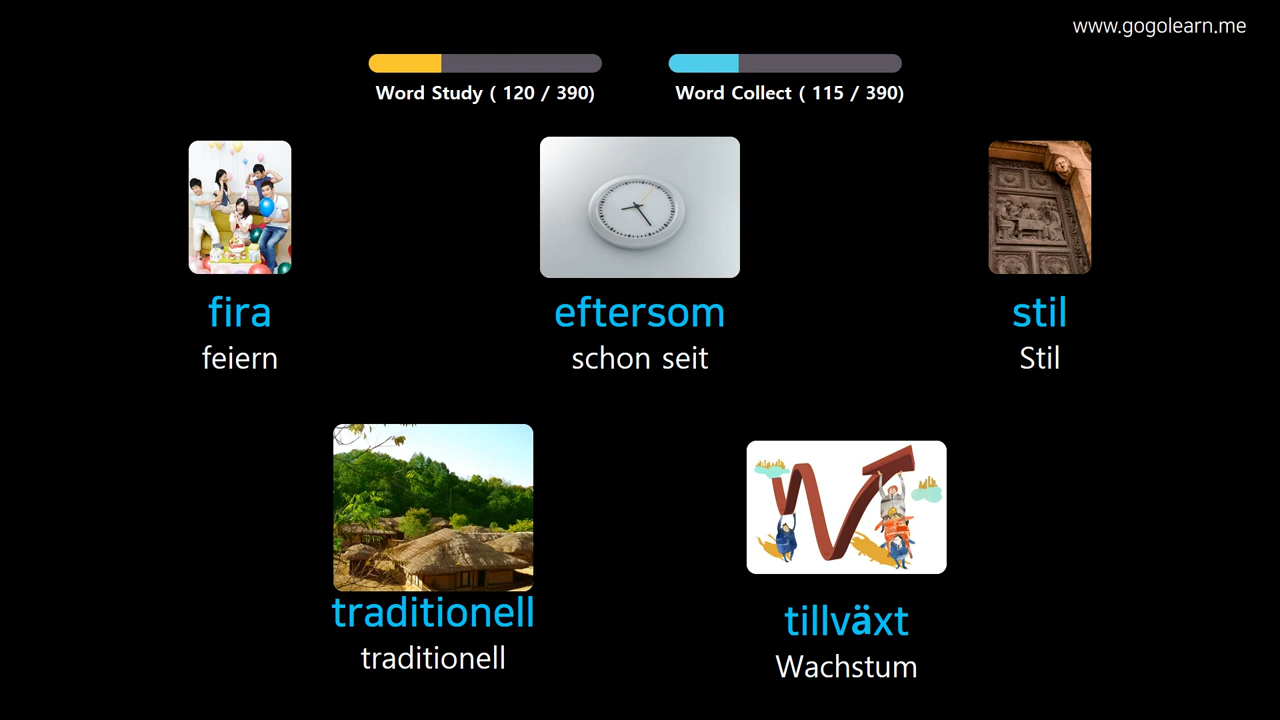 www.gogolearn.me
Word Study ( 120 / 390)
Word Collect ( 115 / 390)
fira
feiern
eftersom
schon seit
stil
Stil
traditionell
traditionell
tillväxt
Wachstum